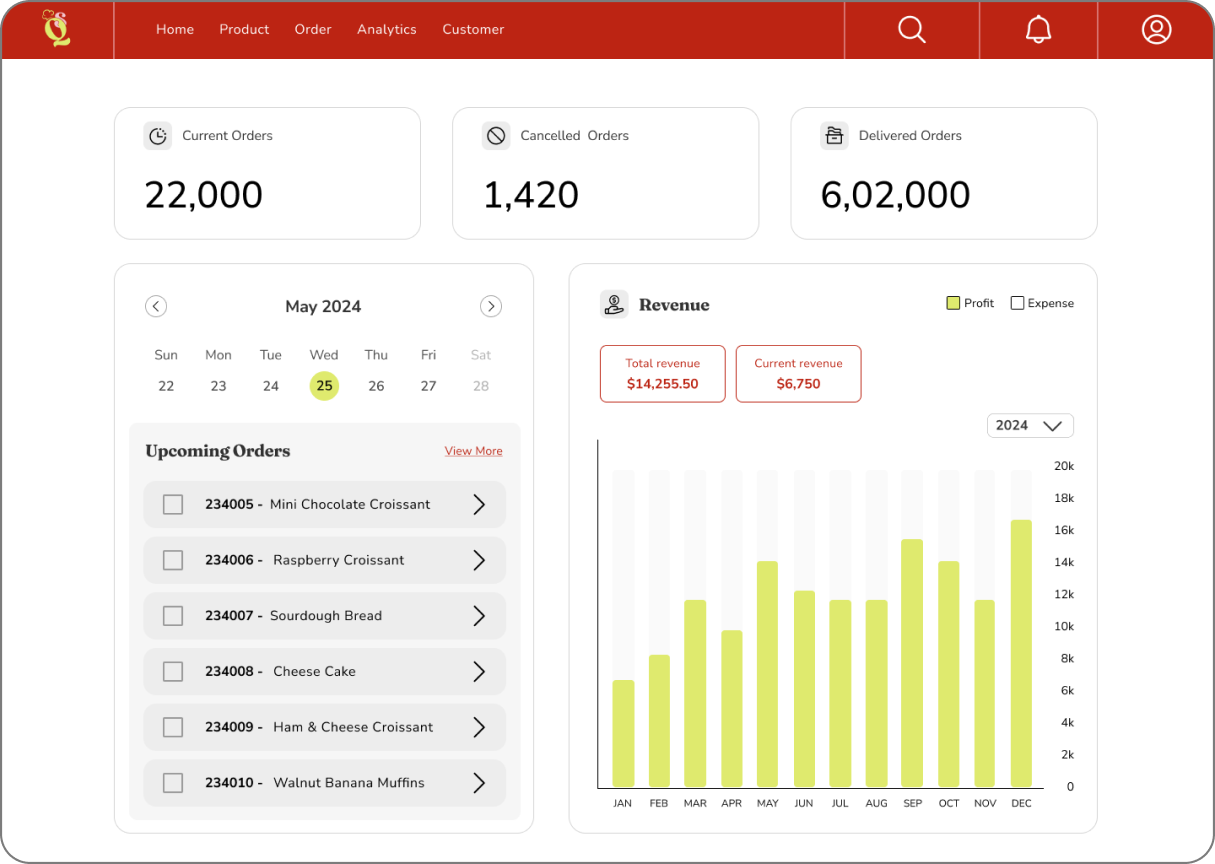 Home Product Order Analytics Customer
Current Orders
22,000
Cancelled Orders
1,420
Delivered Orders
6,02,000
May 2024
Sun Mon Tue Wed Thu Fri Sat
22 23 24 25 26 27 28
Upcoming Orders View More
234005 - Mini Chocolate Croissant
234006 - Raspberry Croissant
234007 - Sourdough Bread
234008 - Cheese Cake
234009 - Ham & Cheese Croissant
234010 - Walnut Banana Muffins
Revenue
Profit Expense
Total revenue
$14,255.50
Current revenue
$6,750
2024
20k
18k
16k
14k
12k
10k
8k
6k
4k
2k
0
JAN FEB MAR APR MAY JUN JUL AUG SEP OCT NOV DEC